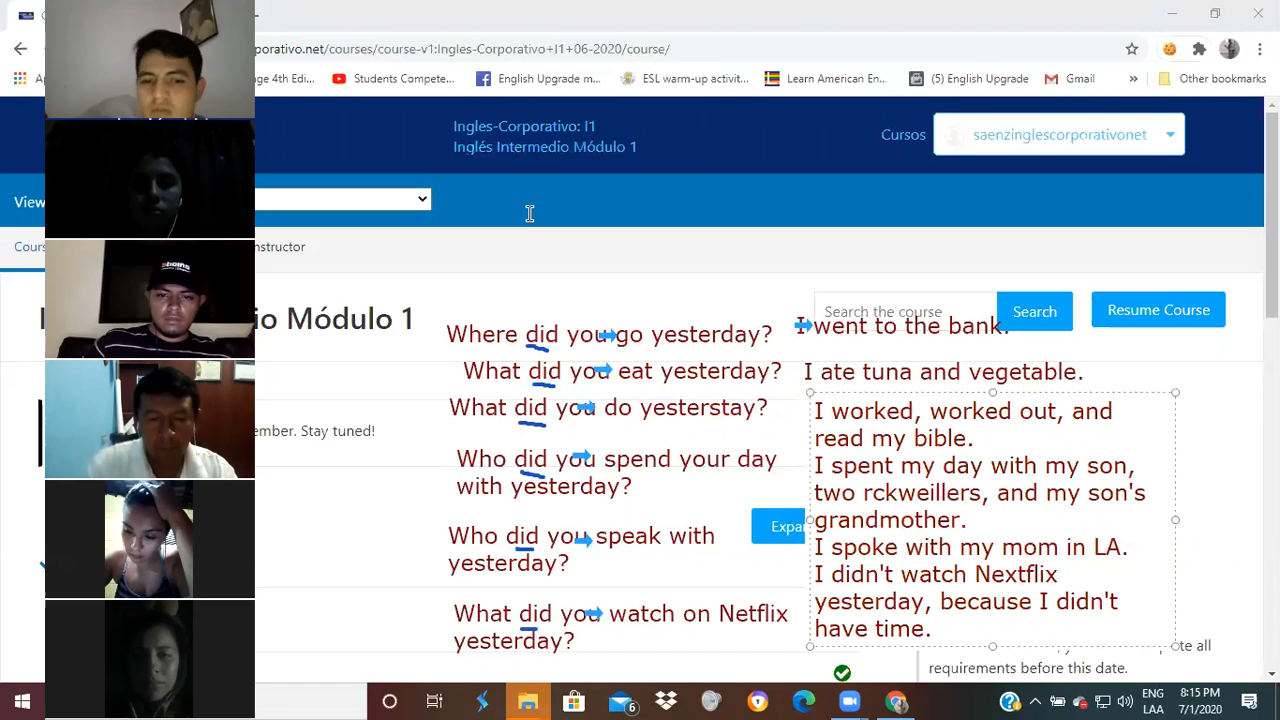 orporativo.net/courses/course-v1:Ingles-Corporativo+I1+06-2020/course/
age 4th Edi...
Students Compete...
English Upgrade m...
ESL warm-up activit...
Learn American En...
(5) English Upgrade
Gmail
Other bookmarks
Ingles-Corporativo: I1
Inglés Intermedio Módulo 1
Cursos
saenzinglescorporativonet
View
Cours
nstructor
io Módulo 1
Search the course
Search
Resume Course
Where did you go yesterday?
I went to the bank.
What did you eat yesterday?
I ate tuna and vegetable.
What did you do yesterstay?
I worked, worked out, and
read my bible.
ember. Stay tuned!
Who did you spend your day
with yesterday?
I spent my day with my son,
two rckweillers, and my son's
grandmother.
Expa
Who did you speak with
yesterday?
I spoke with my mom in LA.
What did you watch on Netflix
yesterday?
I didn't watch Nextflix
yesterday, because I didn't
have time.
ete all
requirements before this date.
6
ENG
LAA
8:15 PM
7/1/2020